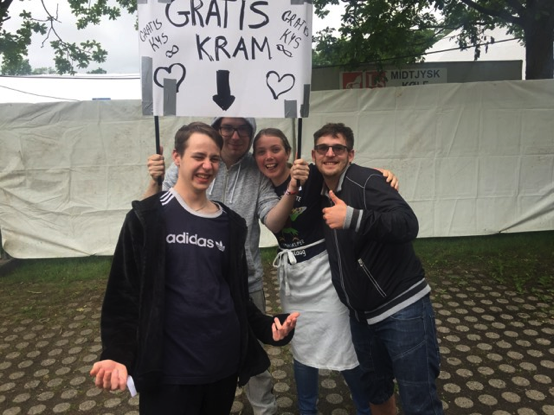 GRATIS
KRAM
GRATIS
KYS
GRATIS
KYS
MIDTJYSK
adidas